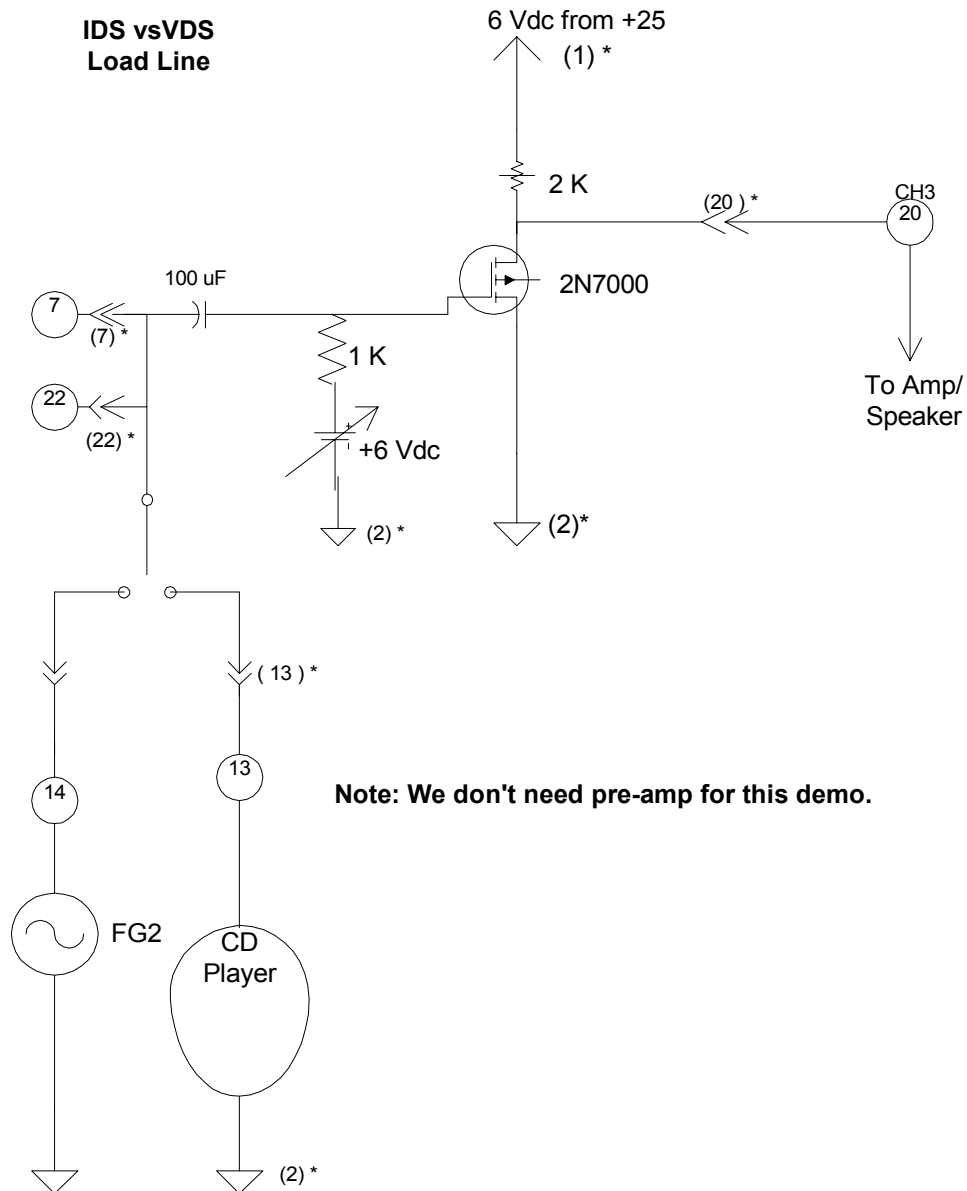 IDS vsVDS
Load Line
6 Vdc from +25
(1) *
2 K
(20 ) *
CH3
20
2N7000
100 uF
7
(7) *
1 K
22
(22) *
+
-
+6 Vdc
(2) *
(2)*
To Amp/
Speaker
( 13 ) *
14
13
Note: We don't need pre-amp for this demo.
FG2
CD
Player
(2) *